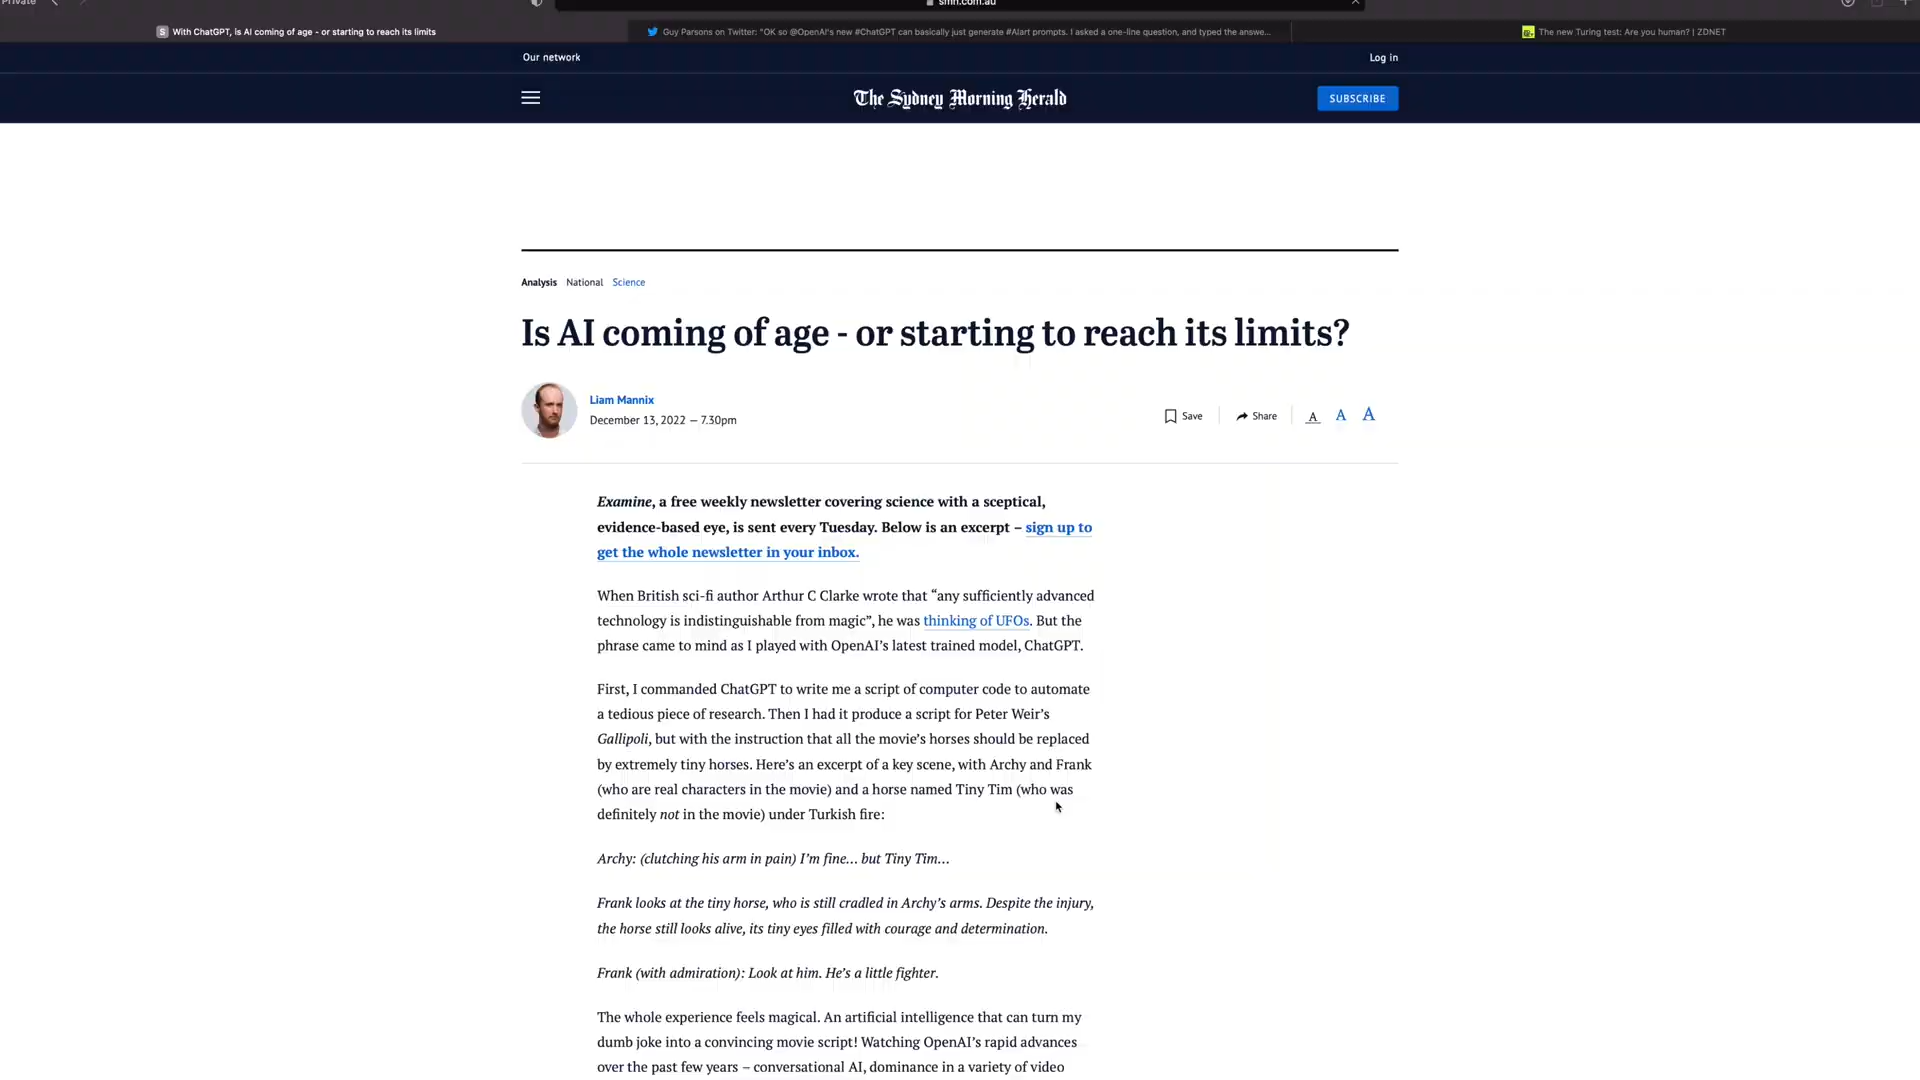 Private
smh.com.au
With ChatGPT, is AI coming of age - or starting to reach its limits
Guy Parsons on Twitter: "OK so @OpenAI's new #ChatGPT can basically just generate #AIart prompts. I asked a one-line question, and typed the answe...
The new Turing test: Are you human? | ZDNET
Our network
Log in
The Sydney Morning Herald
SUBSCRIBE
Analysis National Science
Is AI coming of age - or starting to reach its limits?
Liam Mannix
December 13, 2022 — 7.30pm
Save
Share
A A A
Examine, a free weekly newsletter covering science with a sceptical,
evidence-based eye, is sent every Tuesday. Below is an excerpt – sign up to
get the whole newsletter in your inbox.
When British sci-fi author Arthur C Clarke wrote that “any sufficiently advanced
technology is indistinguishable from magic”, he was thinking of UFOs. But the
phrase came to mind as I played with OpenAI’s latest trained model, ChatGPT.
First, I commanded ChatGPT to write me a script of computer code to automate
a tedious piece of research. Then I had it produce a script for Peter Weir’s
Gallipoli, but with the instruction that all the movie’s horses should be replaced
by extremely tiny horses. Here’s an excerpt of a key scene, with Archy and Frank
(who are real characters in the movie) and a horse named Tiny Tim (who was
definitely not in the movie) under Turkish fire:
Archy: (clutching his arm in pain) I’m fine… but Tiny Tim…
Frank looks at the tiny horse, who is still cradled in Archy’s arms. Despite the injury,
the horse still looks alive, its tiny eyes filled with courage and determination.
Frank (with admiration): Look at him. He’s a little fighter.
The whole experience feels magical. An artificial intelligence that can turn my
dumb joke into a convincing movie script! Watching OpenAI’s rapid advances
over the past few years – conversational AI, dominance in a variety of video